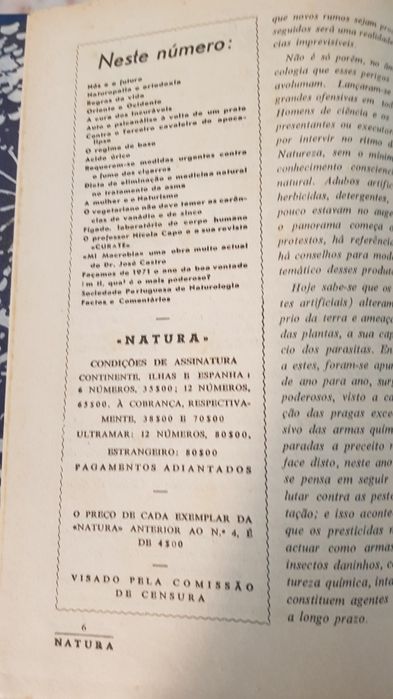 Neste número:
Nós e o futuro
Naturopatia e ortodoxia
Regras da vida
Oriente e Ocidente
A cura dos incuráveis
Auto e psicanálise à volta de um prato
Contra o terceiro cavaleiro do apoca-
lipse
O regime de base
Ácido úrico
Requerem-se medidas urgentes contra
o fumo dos cigarros
Dieta de eliminação e medicina natural
no tratamento da asma
A mulher e o Naturismo
O vegetariano não deve temer as carên-
cias de vanádio e de zinco
Fígado, laboratório do corpo humano
O professor Nicola Capo e a sua revista
«CURATE»
«Mi Macrobia» uma obra muito actual
do Dr. José Castro
Façamos de 1971 o ano da boa vontade
qual é o mais poderoso?
Sociedade Portuguesa de Naturologia
Factos e Comentários
«NATURA»
CONDIÇÕES DE ASSINATURA
CONTINENTE, ILHAS E ESPANHA:
6 NÚMEROS, 35$00; 12 NÚMEROS,
65$00. À COBRANÇA, RESPECTIVA-
MENTE, 38$00 E 70$00
ULTRAMAR: 12 NÚMEROS, 80$00,
ESTRANGEIRO: 80$00
PAGAMENTOS ADIANTADOS
O PREÇO DE CADA EXEMPLAR DA
«NATURA» ANTERIOR AO N.º 4, É
DE 4$00
VISADO PELA COMISSÃO
DE CENSURA
6
NATURA
que novos rumos sejam
seguidos será uma realidade
cias imprevisíveis.
Não é só porém, no
cologia que esses perigos
avolumam. Lançaram-se
grandes ofensivas em
Homens de ciência e os
presentantes ou executor
por intervir no ritmo d
Natureza, sem o mínim
conhecimento conscien
natural. Adubos artific
herbicidas, detergentes,
pouco estavam no auge
o panorama começa
protestos, há referênc
há conselhos para mod
temático desses produt
Hoje sabe-se que os
tes artificiais) alteram
prio da terra e ameaç
das plantas, a sua cap
cio dos parasitas. En
a estes, foram-se apur
de ano para ano, surg
poderosos, visto a ca
ção das pragas exce
sivo das armas quím
paradas a preceito
face disto, neste ano
se pensa em seguir
lutar contra as peste
tação; e isso aconte
que os presticidas
actuar como armas
insectos daninhos, c
tureza química, inta
constituem agentes
a longo prazo.